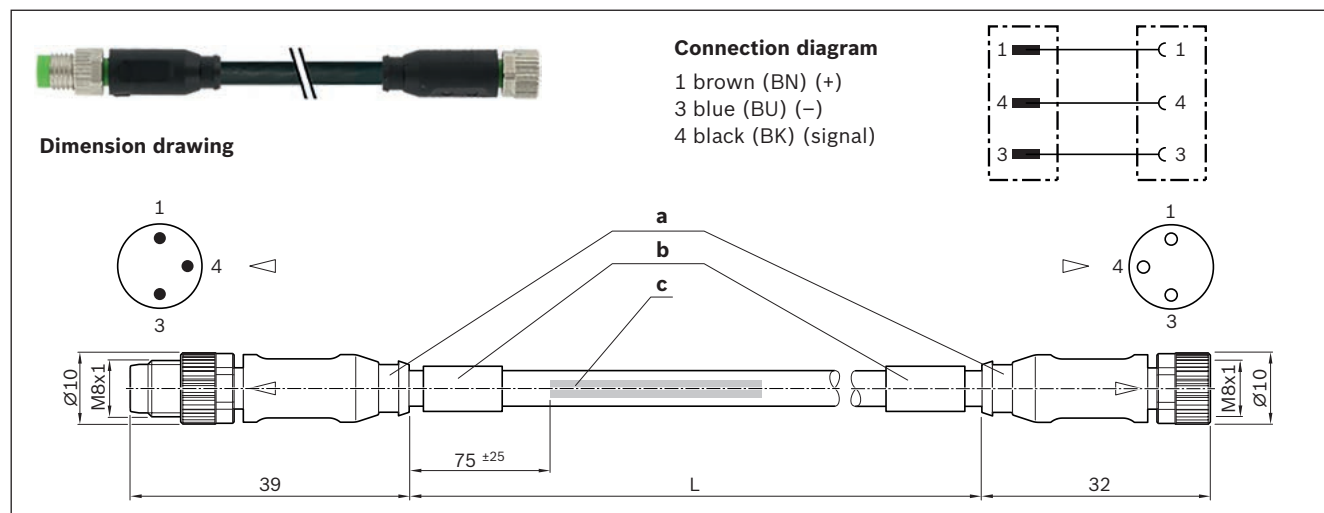 Connection diagram
1 brown (BN) (+)
3 blue (BU) (−)
4 black (BK) (signal)
1 1
4 4
3 3
Dimension drawing
1
4
3
1
4
3
a
b
c
Ø10
M8x1
M8x1
Ø10
75 ±25
39
L
32